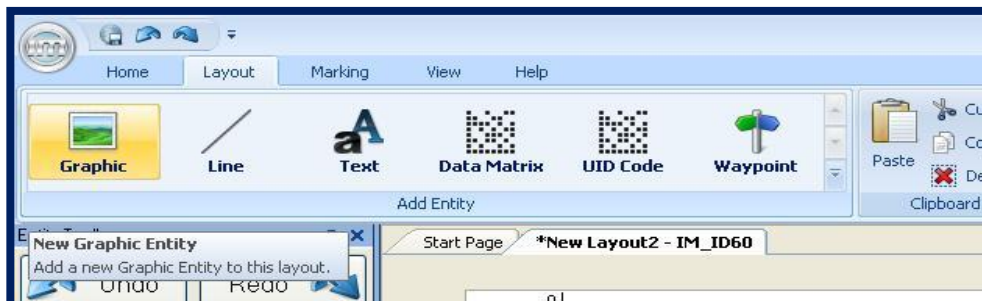 Home Layout Marking View Help
Graphic Line Text Data Matrix UID Code Waypoint
Paste
Add Entity Clipboard
New Graphic Entity
Add a new Graphic Entity to this layout.
Start Page *New Layout2 - IM_ID60
Undo Redo